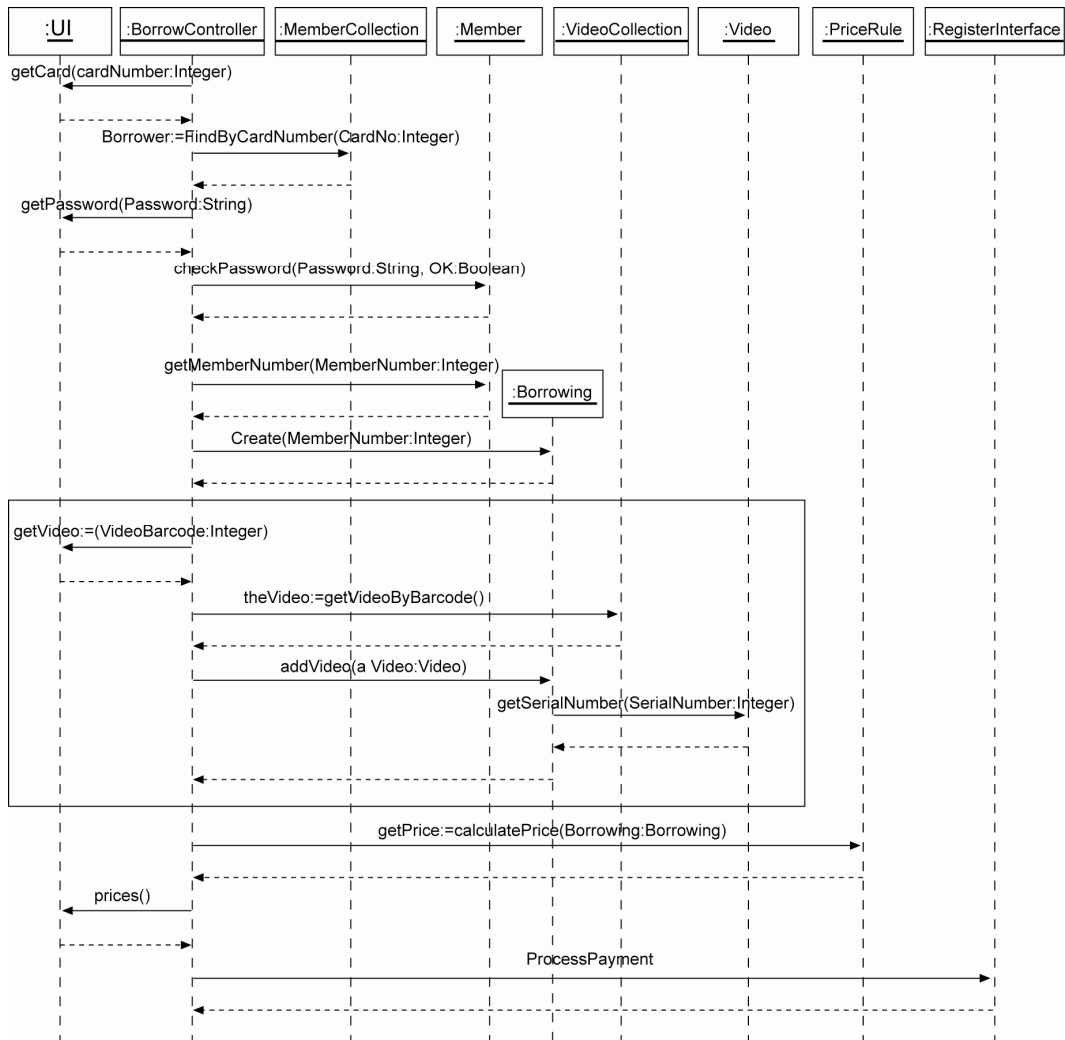 :UI
:BorrowController
:MemberCollection
:Member
:VideoCollection
:Video
:PriceRule
:RegisterInterface
getCard(cardNumber:Integer)
Borrower:=FindByCardNumber(CardNo:Integer)
getPassword(Password:String)
checkPassword(Password:String, OK:Boolean)
getMemberNumber(MemberNumber:Integer)
:Borrowing
Create(MemberNumber:Integer)
getVideo:=(VideoBarcode:Integer)
theVideo:=getVideoByBarcode()
addVideo(a Video:Video)
getSerialNumber(SerialNumber:Integer)
getPrice:=calculatePrice(Borrowing:Borrowing)
prices()
ProcessPayment